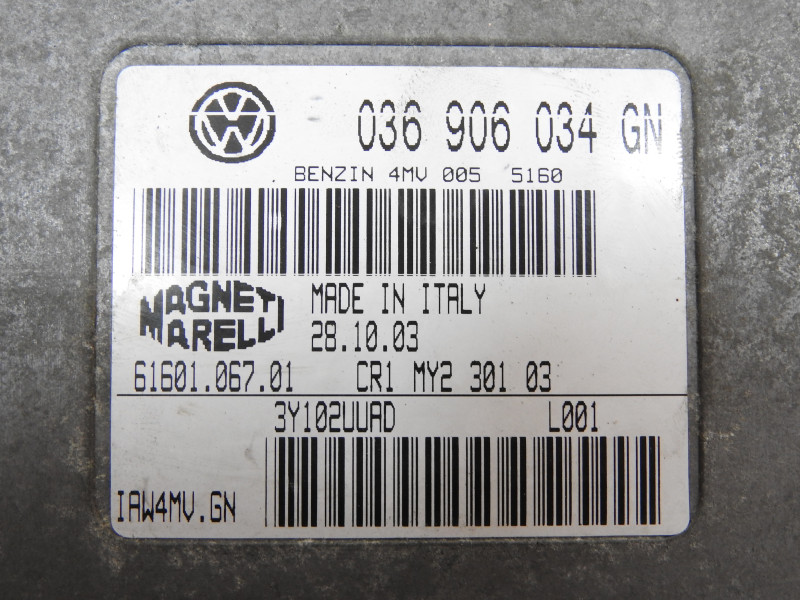 036 906 034 GN
BENZIN 4MV 005 5160
MAGNETI MARELLI
MADE IN ITALY
28.10.03
61601.067.01 CR1 MY2 301 03
3Y102UUAD L001
IAW4MV.GN